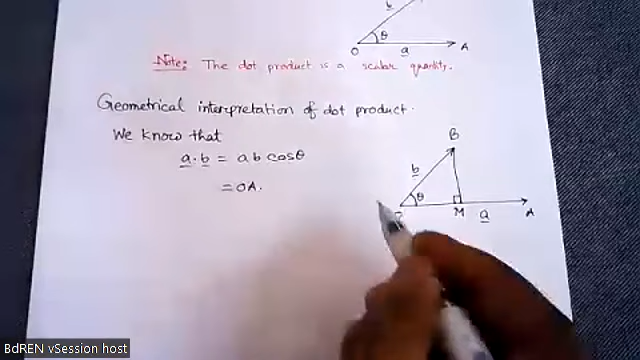 b
θ
O a A
Note: The dot product is a scalar quantity.
Geometrical interpretation of dot product.
We know that
a . b = a b cosθ
= OA.
B
b
θ
M a A
BdREN vSession host